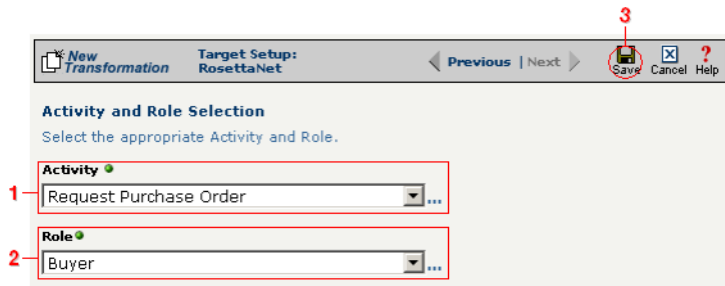 3
New Transformation Target Setup: RosettaNet Previous | Next Save Cancel ? Help
Activity and Role Selection
Select the appropriate Activity and Role.
Activity
1 Request Purchase Order ...
Role
2 Buyer ...